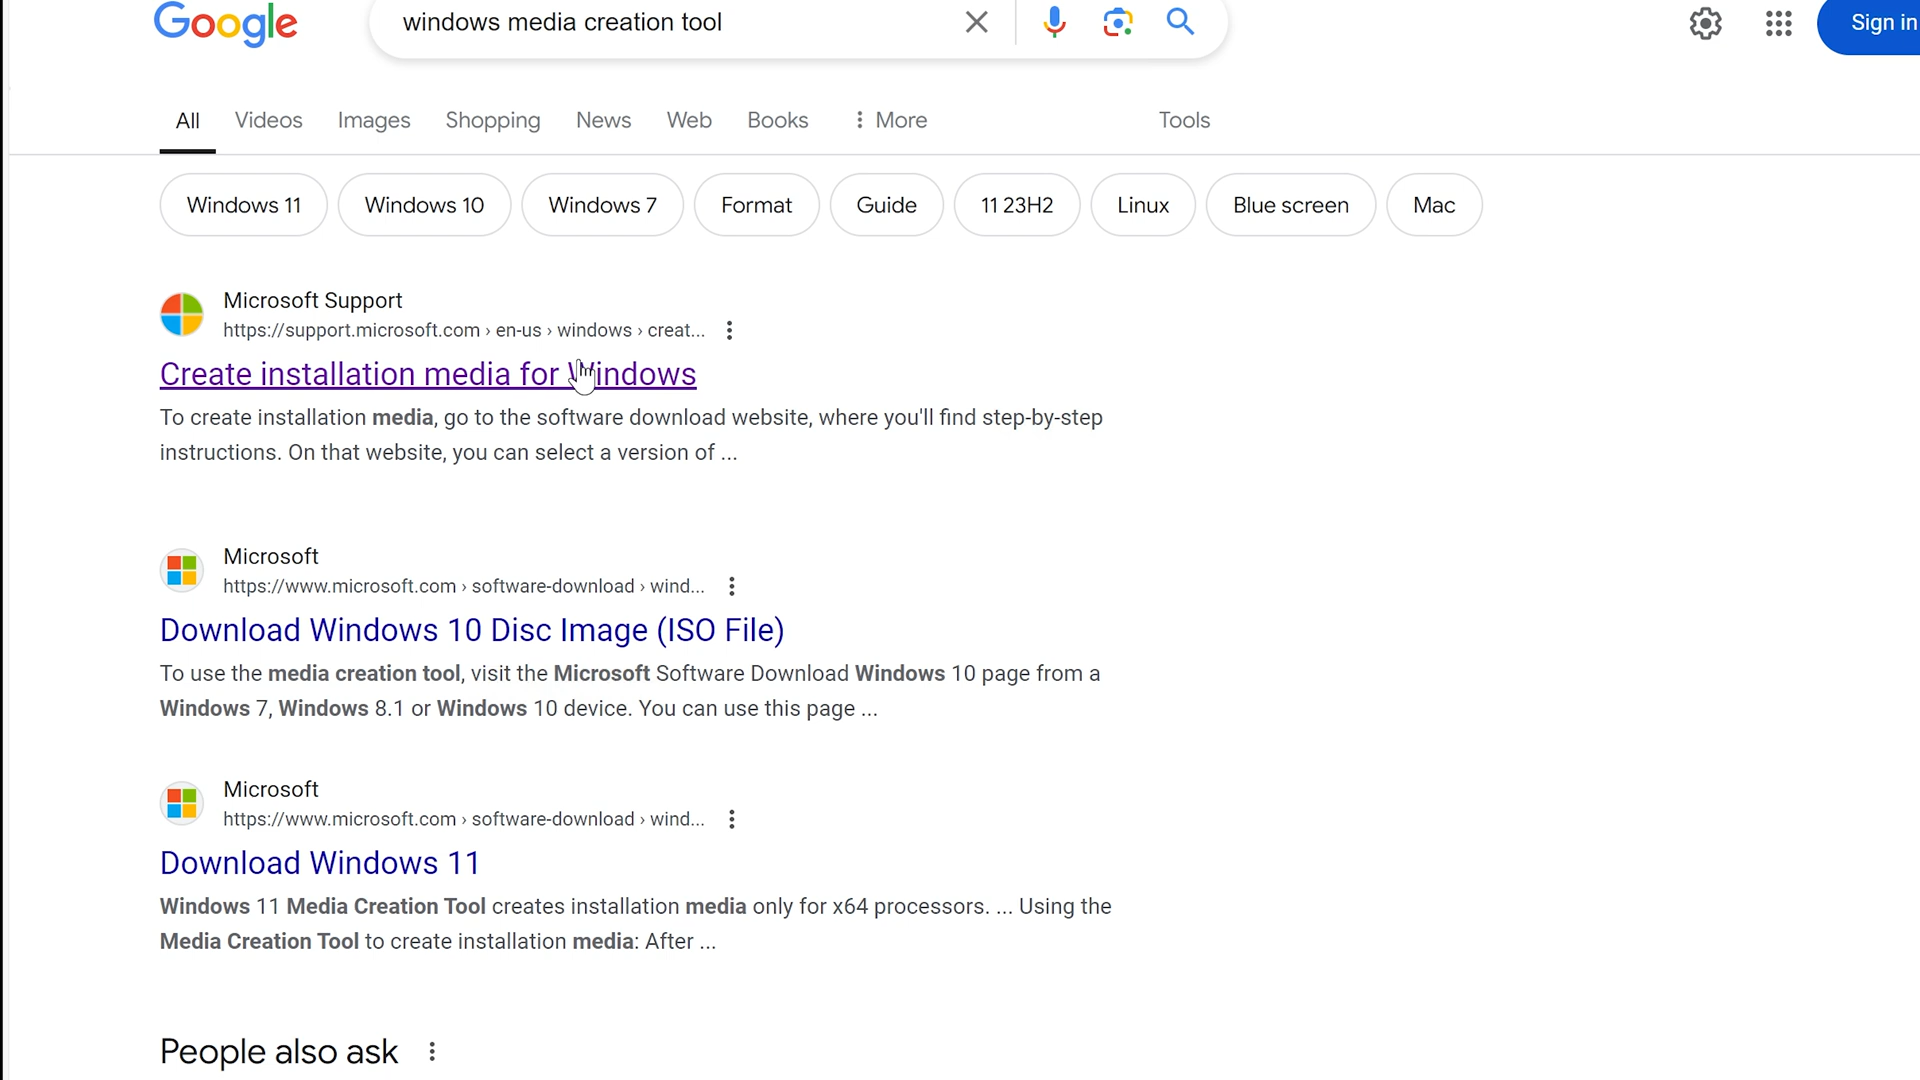 Google
windows media creation tool
Sign in
All
Videos
Images
Shopping
News
Web
Books
More
Tools
Windows 11
Windows 10
Windows 7
Format
Guide
11 23H2
Linux
Blue screen
Mac
Microsoft Support
https://support.microsoft.com › en-us › windows › creat...
Create installation media for Windows
To create installation media, go to the software download website, where you'll find step-by-step
instructions. On that website, you can select a version of ...
Microsoft
https://www.microsoft.com › software-download › wind...
Download Windows 10 Disc Image (ISO File)
To use the media creation tool, visit the Microsoft Software Download Windows 10 page from a
Windows 7, Windows 8.1 or Windows 10 device. You can use this page ...
Microsoft
https://www.microsoft.com › software-download › wind...
Download Windows 11
Windows 11 Media Creation Tool creates installation media only for x64 processors. ... Using the
Media Creation Tool to create installation media: After ...
People also ask